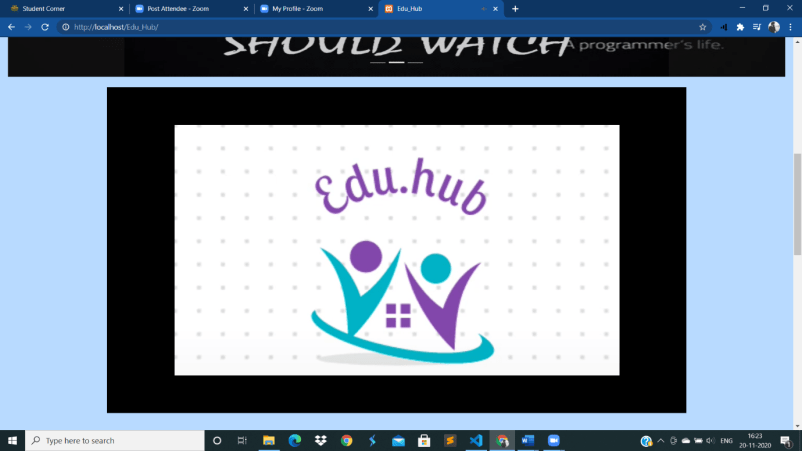 Student Corner
Post Attendee - Zoom
My Profile - Zoom
Edu_Hub
http://localhost/Edu_Hub/
SHOULD WATCH
A programmer's life.
Edu.hub
Type here to search
ENG
16:23
20-11-2020